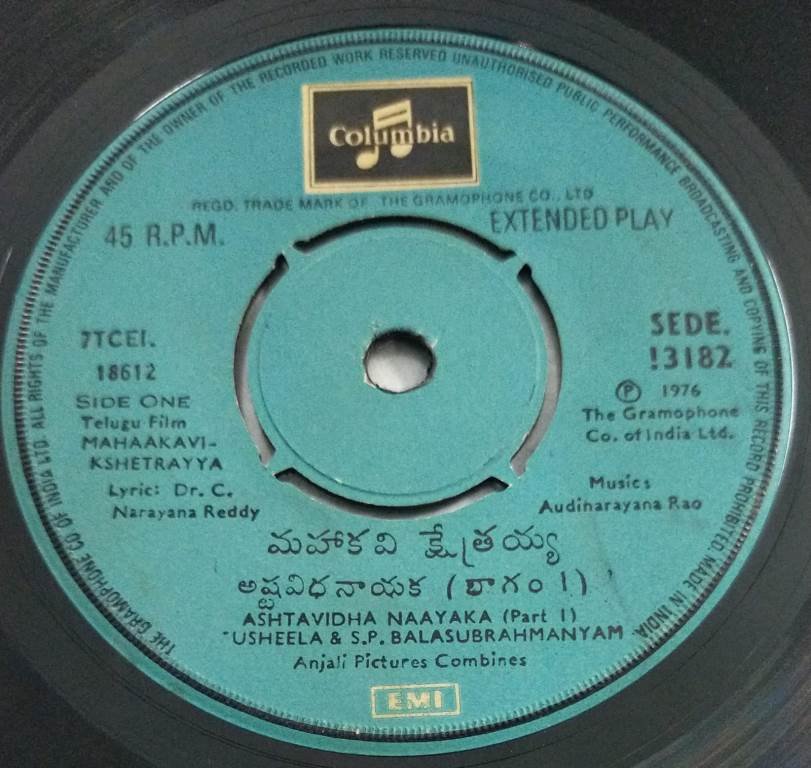 THE GRAMOPHONE CO OF INDIA LTD. ALL RIGHTS OF THE MANUFACTURER AND OF THE OWNER OF THE RECORDED WORK RESERVED UNAUTHORISED PUBLIC PERFORMANCE BROADCASTING AND COPYING OF THIS RECORD PROHIBITED. MADE IN INDIA.
Columbia
REGD. TRADE MARK OF THE GRAMOPHONE CO., LTD
45 R.P.M.
EXTENDED PLAY
7TCEI.
18612
SIDE ONE
Telugu Film
MAHAAKAVI-
KSHETRAYYA
Lyric: Dr. C.
Narayana Reddy
SEDE.
13182
Ⓟ 1976
The Gramophone
Co. of India Ltd.
Music:
Audinarayana Rao
మహాకవి క్షేత్రయ్య
అష్టవిధనాయక (భాగం 1)
ASHTAVIDHA NAAYAKA (Part 1)
USHEELA & S.P. BALASUBRAHMANYAM
Anjali Pictures Combines
EMI